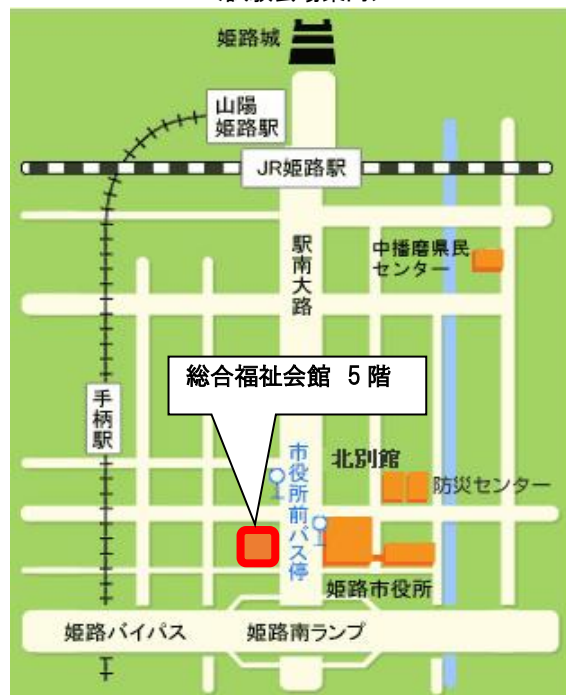 姫路城
山陽
姫路駅
JR姫路駅
駅南大路
中播磨県民
センター
総合福祉会館 5階
手柄駅
市役所前バス停
北別館
防災センター
姫路市役所
姫路バイパス
姫路南ランプ